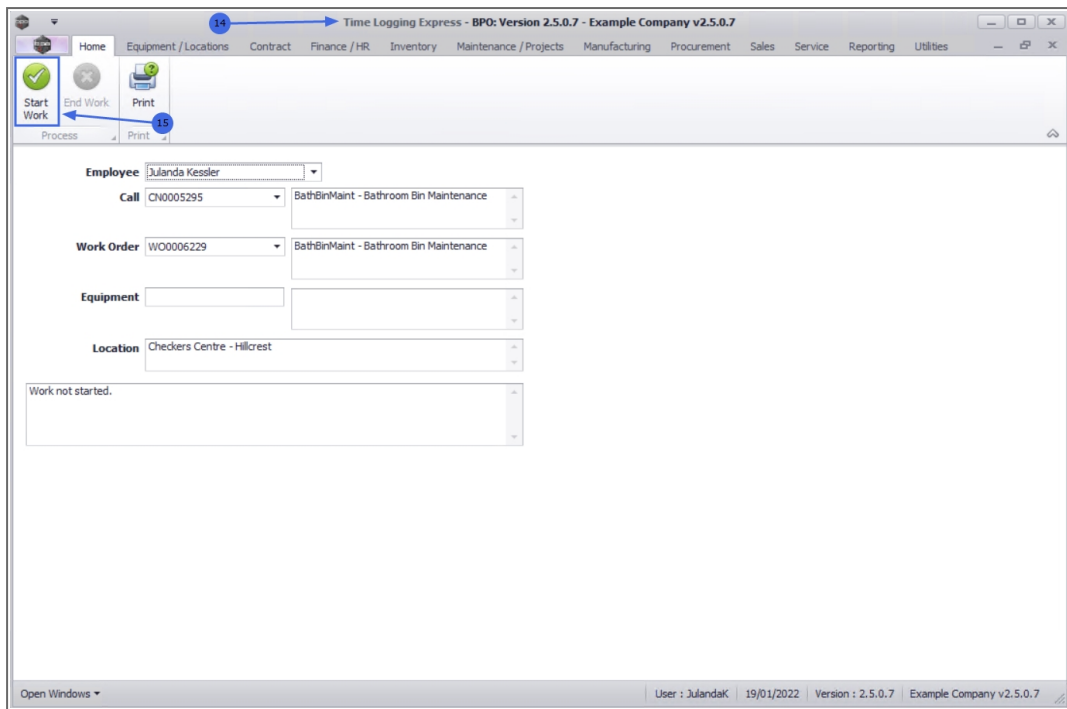 14
Time Logging Express - BPO: Version 2.5.0.7 - Example Company v2.5.0.7
Home Equipment / Locations Contract Finance / HR Inventory Maintenance / Projects Manufacturing Procurement Sales Service Reporting Utilities
Start Work
End Work
Print
15
Process
Print
Employee Julanda Kessler
Call CN0005295 BathBinMaint - Bathroom Bin Maintenance
Work Order WO0006229 BathBinMaint - Bathroom Bin Maintenance
Equipment
Location Checkers Centre - Hillcrest
Work not started.
Open Windows User : JulandaK 19/01/2022 Version : 2.5.0.7 Example Company v2.5.0.7